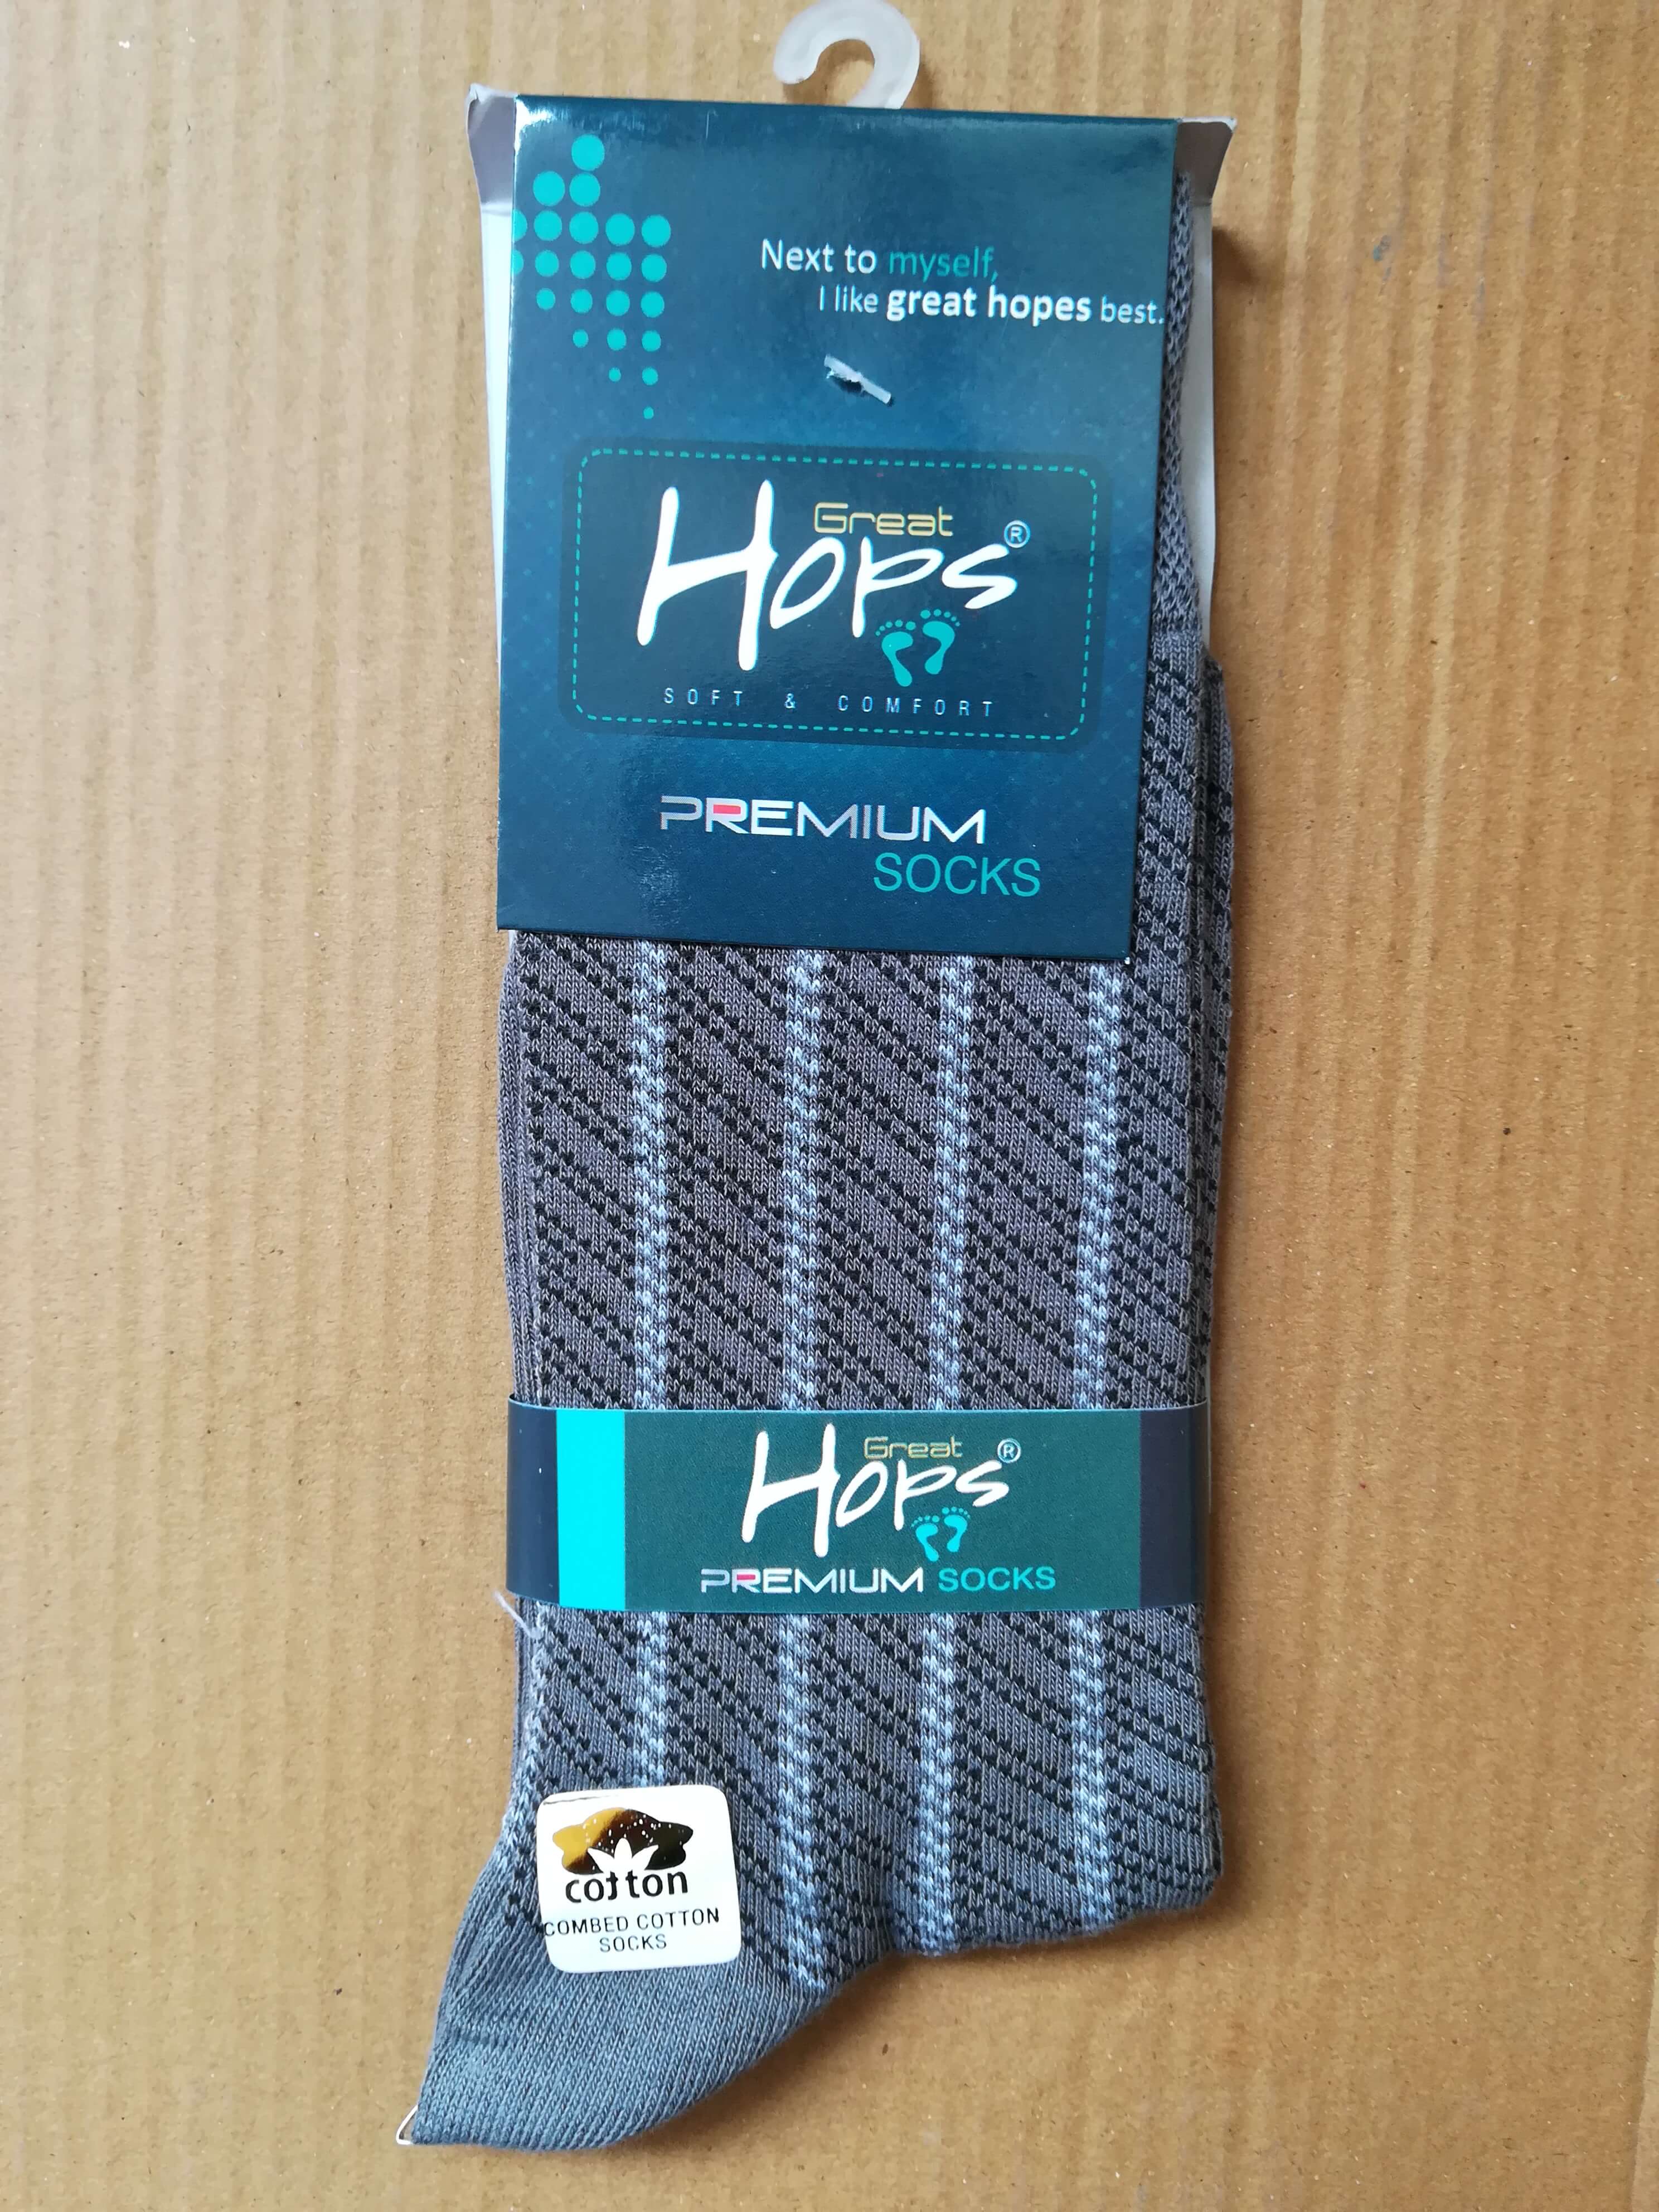 Next to myself,
I like great hopes best.
Great
Hops®
SOFT & COMFORT
PREMIUM
SOCKS
Great
Hops®
PREMIUM SOCKS
cotton
COMBED COTTON
SOCKS